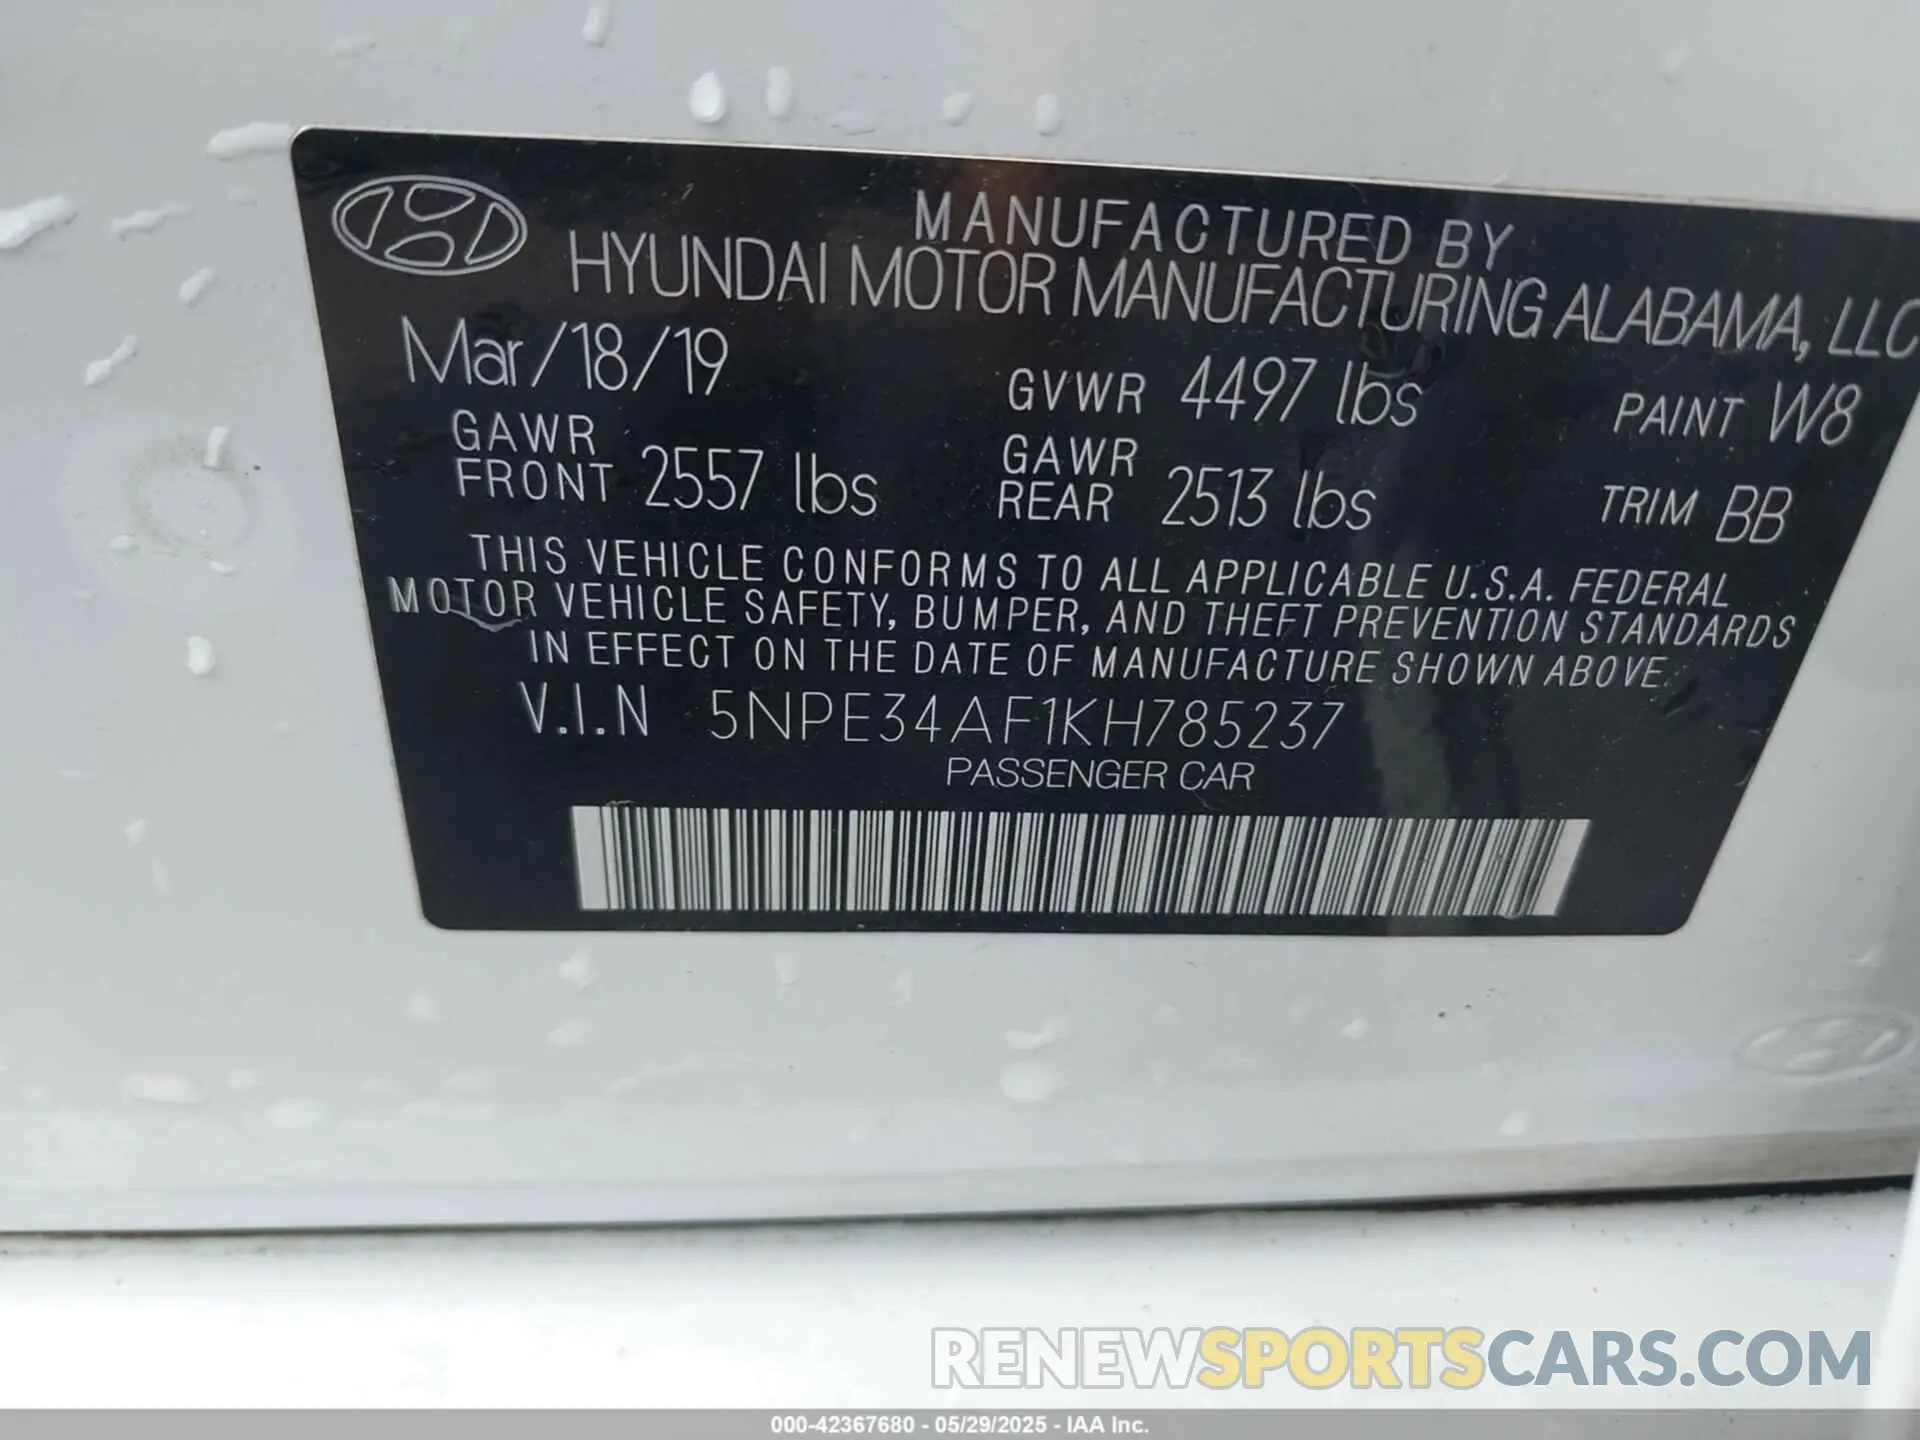 MANUFACTURED BY
HYUNDAI MOTOR MANUFACTURING ALABAMA, LLC
Mar/18/19 GVWR 4497 lbs PAINT W8
GAWR FRONT 2557 lbs GAWR REAR 2513 lbs TRIM BB
THIS VEHICLE CONFORMS TO ALL APPLICABLE U.S.A. FEDERAL
MOTOR VEHICLE SAFETY, BUMPER, AND THEFT PREVENTION STANDARDS
IN EFFECT ON THE DATE OF MANUFACTURE SHOWN ABOVE.
V.I.N 5NPE34AF1KH785237
PASSENGER CAR
RENEWSPORTSCARS.COM
000-42367680 - 05/29/2025 - IAA Inc.